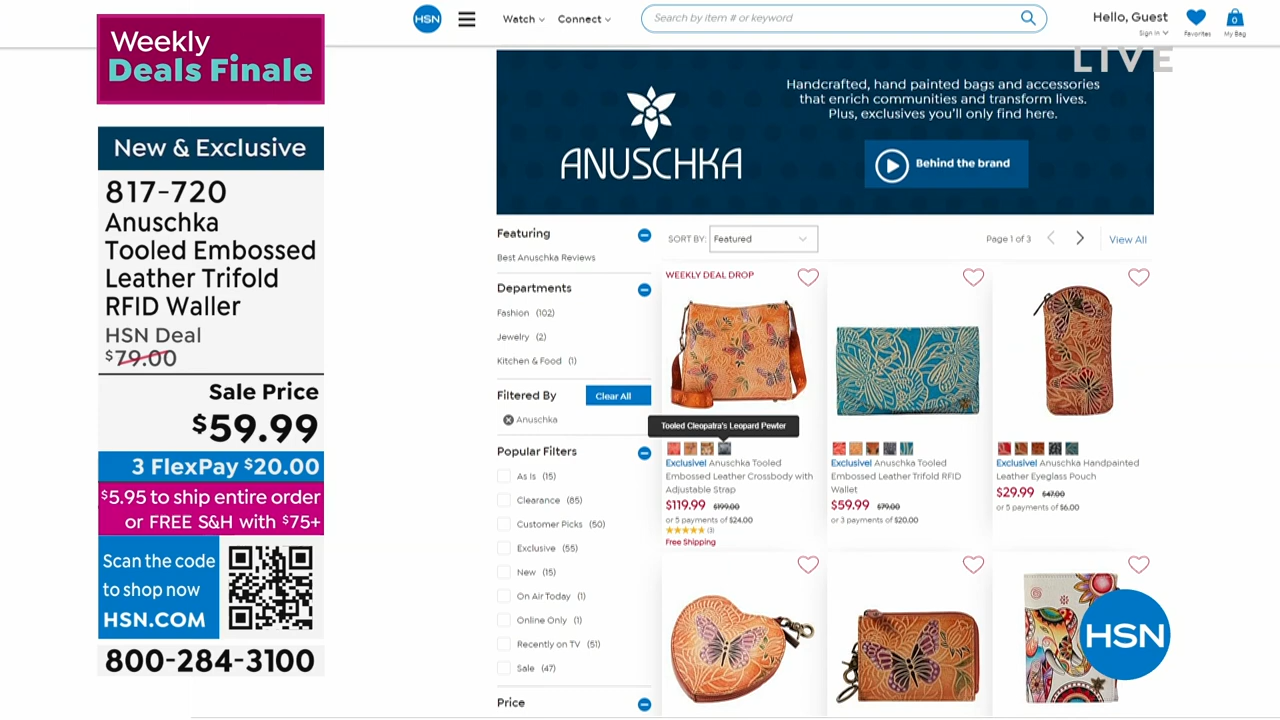 Weekly
Deals Finale
New & Exclusive
817-720
Anuschka
Tooled Embossed
Leather Trifold
RFID Waller
HSN Deal
$79.00
Sale Price
$59.99
3 FlexPay $20.00
$5.95 to ship entire order
or FREE S&H with $75+
Scan the code
to shop now
HSN.COM
800-284-3100
HSN
Watch
Connect
Search by item # or keyword
Hello, Guest
Sign In
Favorites
0
My Bag
LIVE
ANUSCHKA
Handcrafted, hand painted bags and accessories
that enrich communities and transform lives.
Plus, exclusives you'll only find here.
Behind the brand
Featuring
Best Anuschka Reviews
Departments
Fashion (102)
Jewelry (2)
Kitchen & Food (1)
Filtered By
Clear All
Anuschka
Popular Filters
As Is (15)
Clearance (85)
Customer Picks (50)
Exclusive (55)
New (15)
On Air Today (1)
Online Only (1)
Recently on TV (51)
Sale (47)
Price
SORT BY: Featured
Page 1 of 3
View All
WEEKLY DEAL DROP
Tooled Cleopatra's Leopard Pewter
Exclusive! Anuschka Tooled
Embossed Leather Crossbody with
Adjustable Strap
$119.99 $199.00
or 5 payments of $24.00
(3)
Free Shipping
Exclusive! Anuschka Tooled
Embossed Leather Trifold RFID
Wallet
$59.99 $79.00
or 3 payments of $20.00
Exclusive! Anuschka Handpainted
Leather Eyeglass Pouch
$29.99 $47.00
or 5 payments of $6.00
HSN